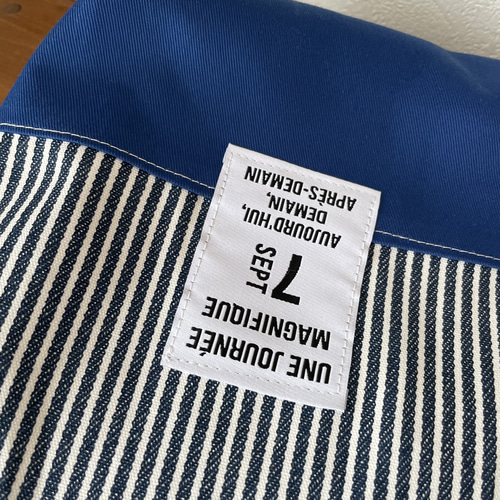 UNE JOURNÉE
MAGNIFIQUE
7 SEPT
AUJOURD'HUI,
DEMAIN,
APRÈS-DEMAIN